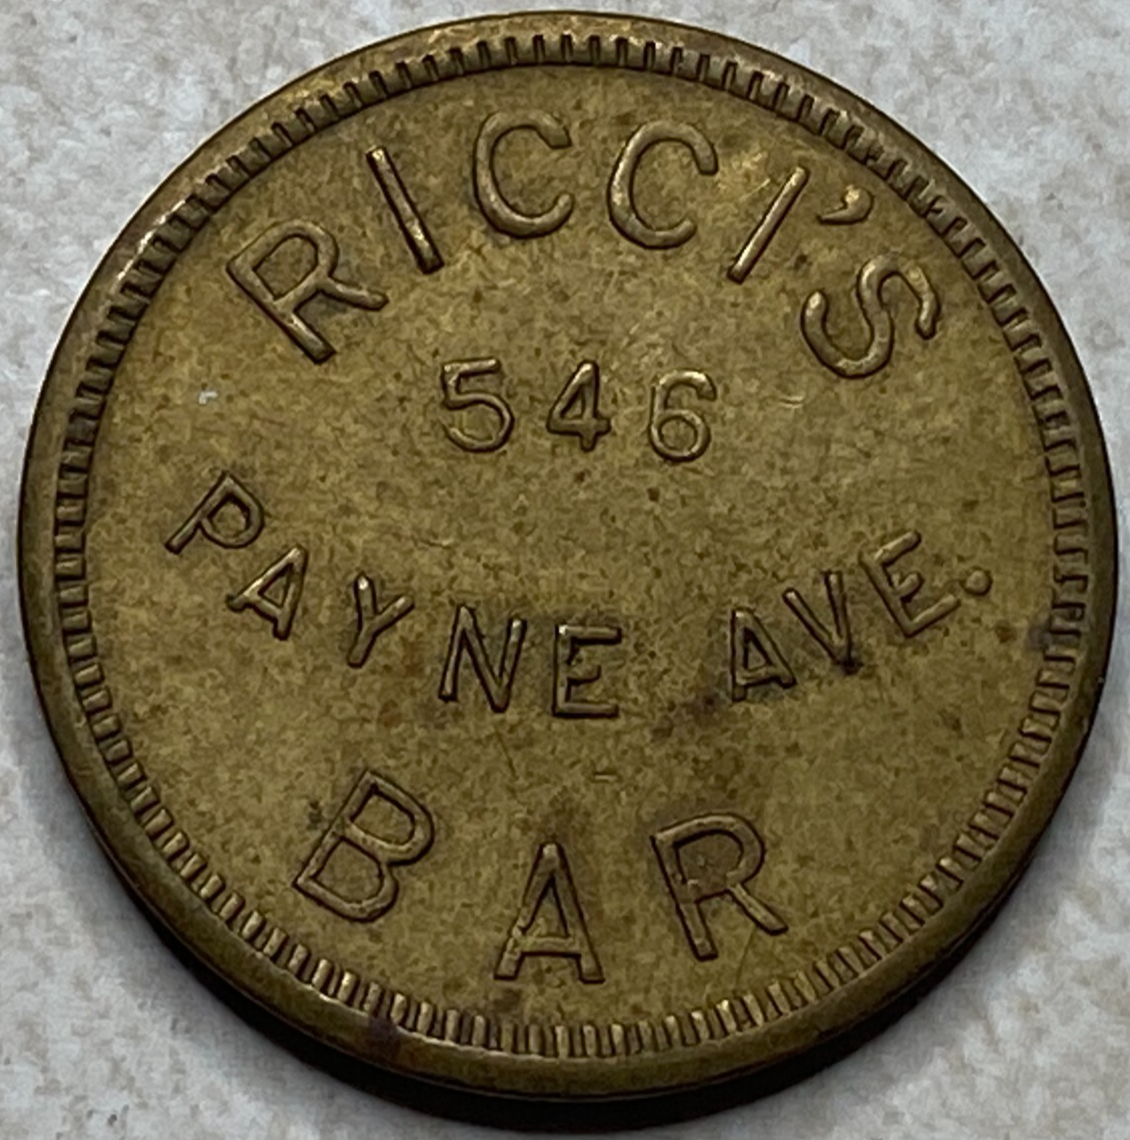 RICCI'S
546
PAYNE AVE.
BAR